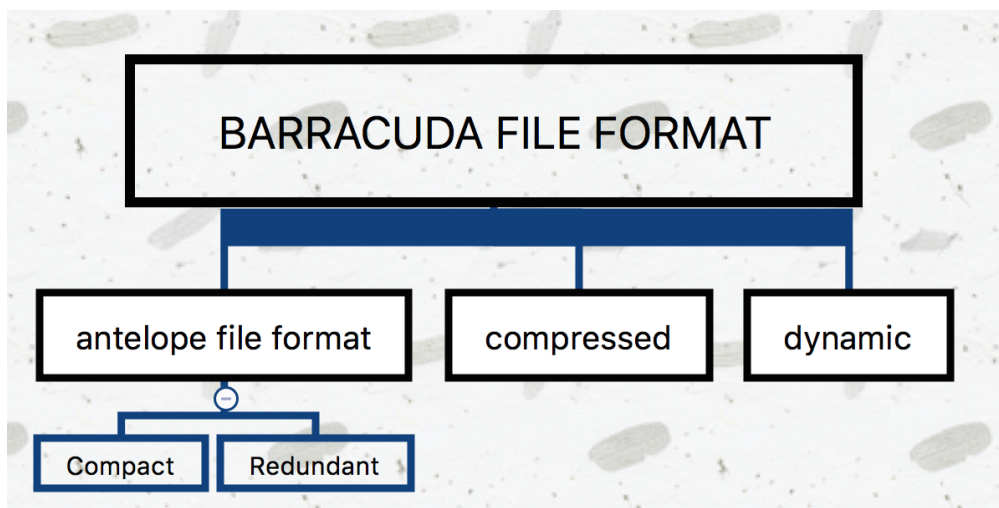 BARRACUDA FILE FORMAT
antelope file format
compressed
dynamic
Compact
Redundant